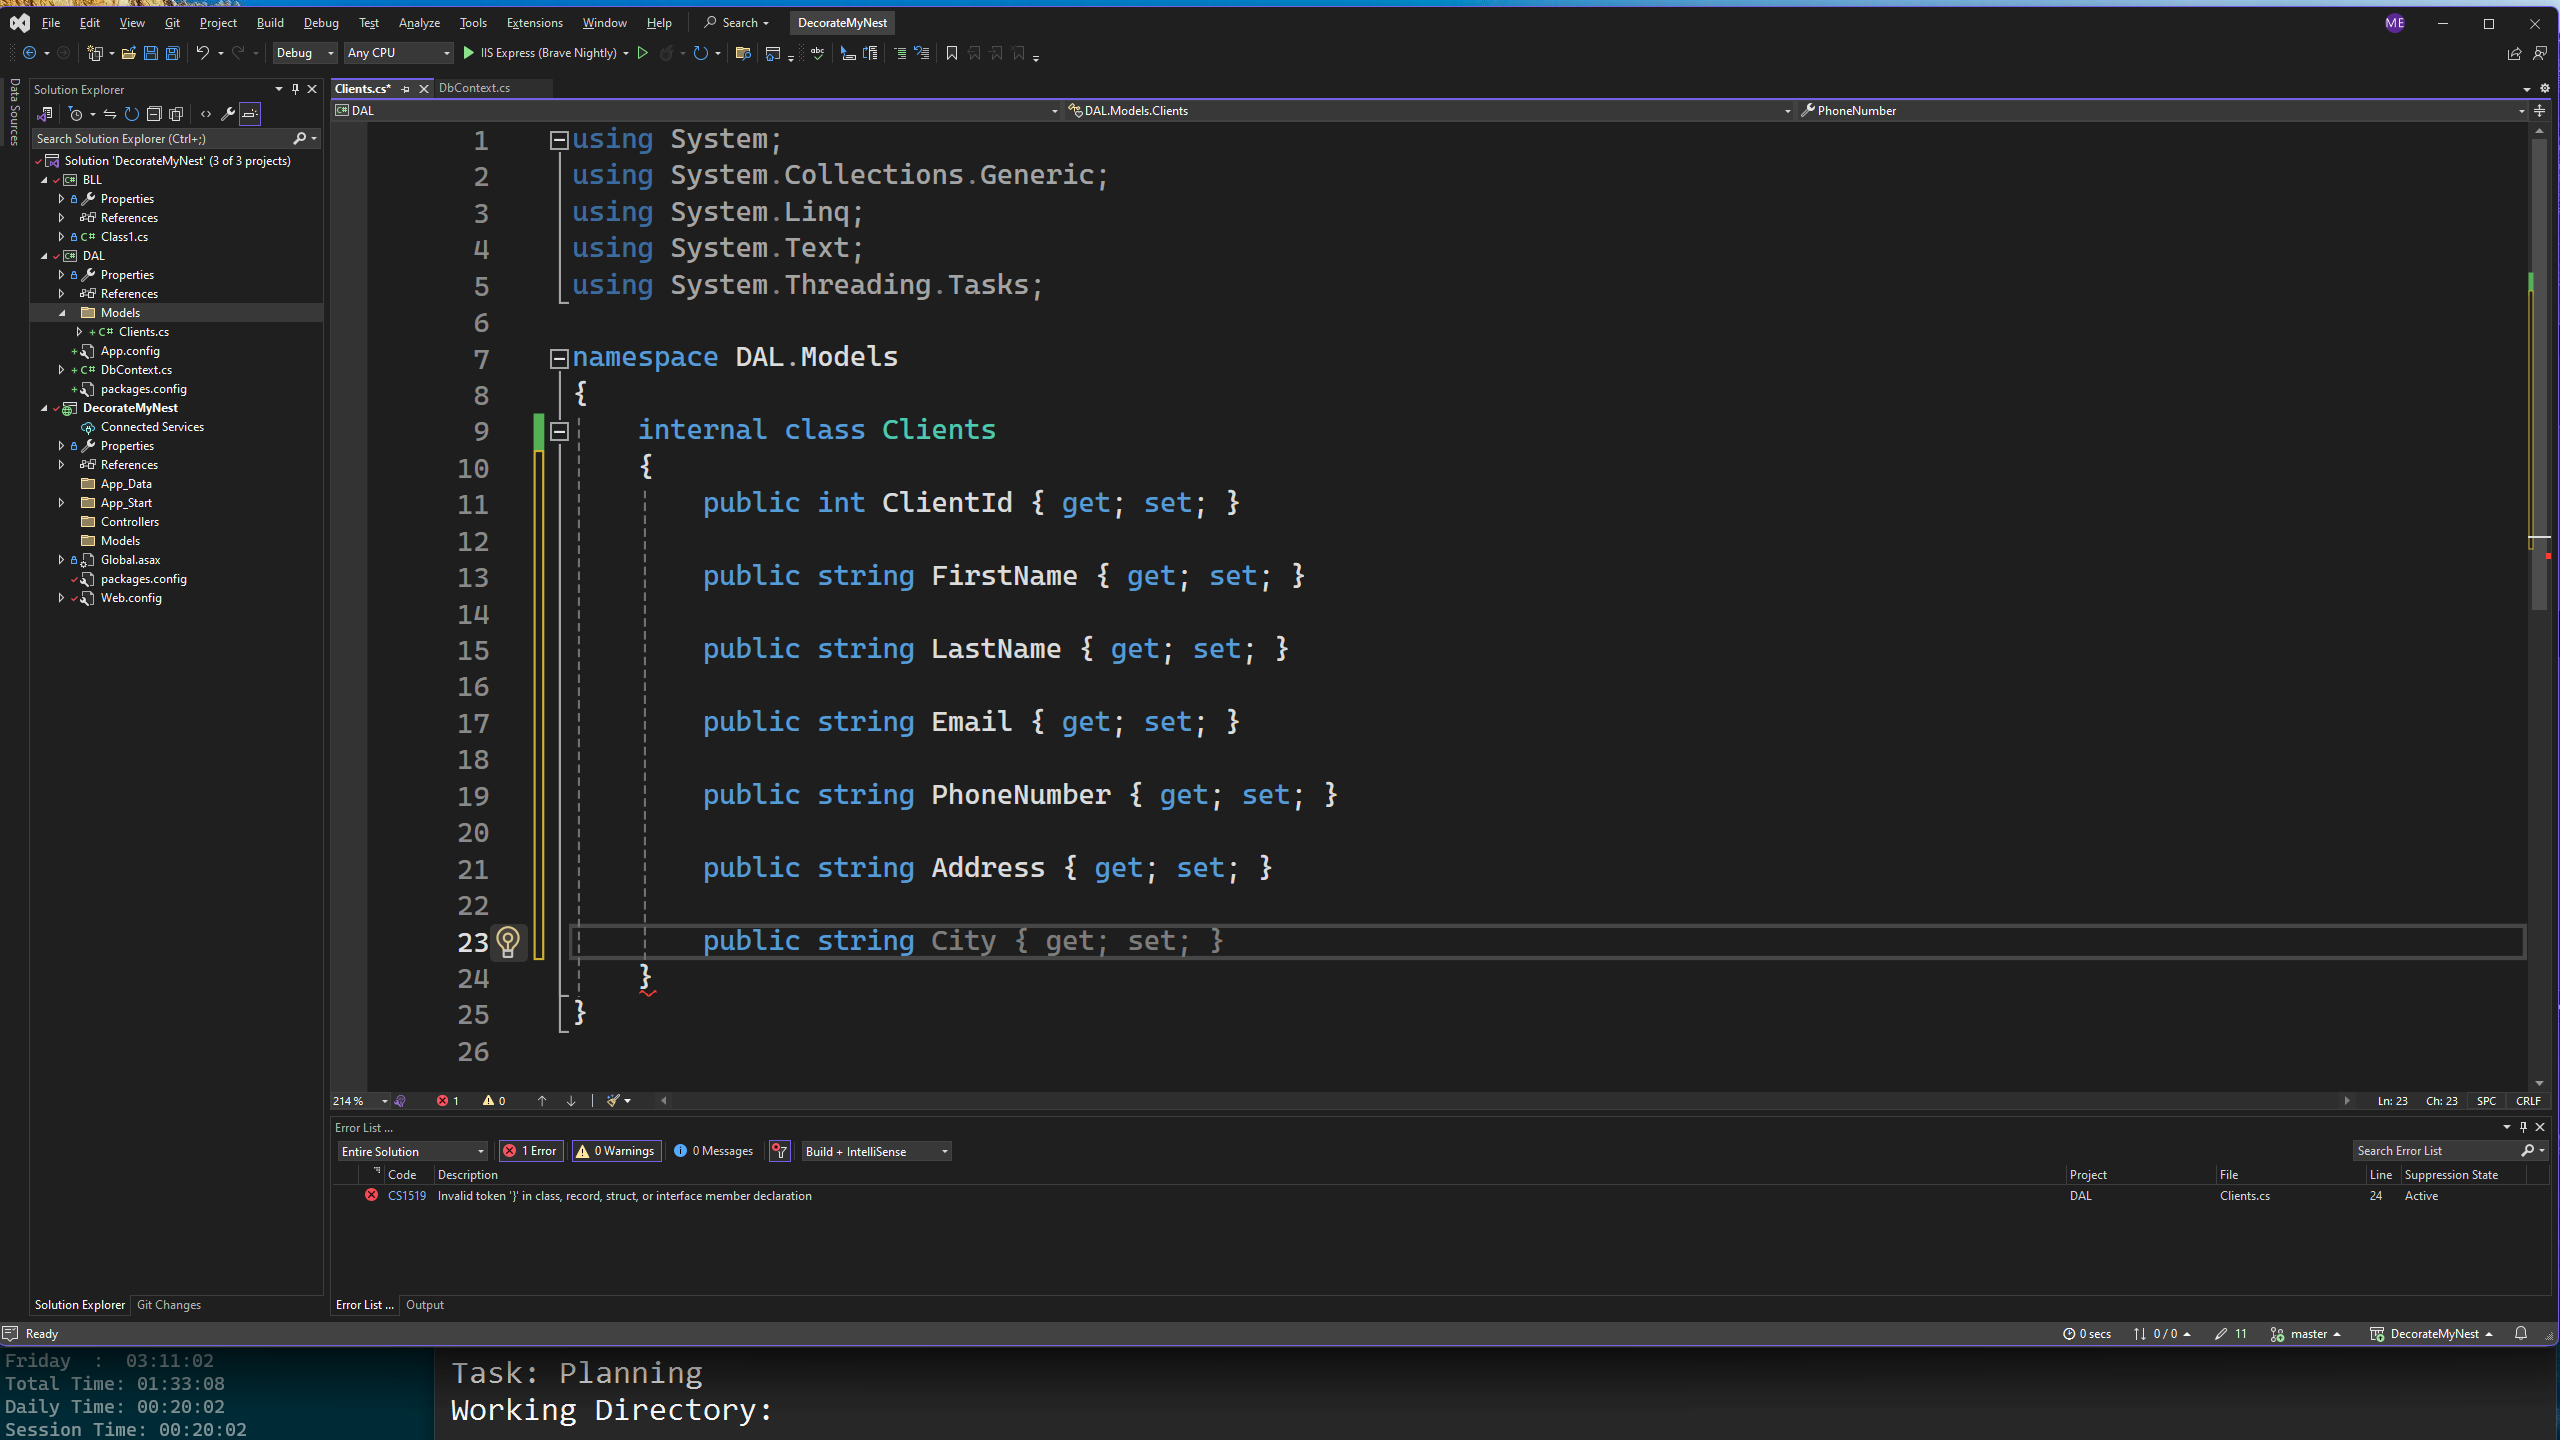 File Edit View Git Project Build Debug Test Analyze Tools Extensions Window Help Search DecorateMyNest ME
Debug Any CPU IIS Express (Brave Nightly)
Data Sources
Solution Explorer
Search Solution Explorer (Ctrl+;)
Solution 'DecorateMyNest' (3 of 3 projects)
BLL
Properties
References
C# Class1.cs
DAL
Properties
References
Models
C# Clients.cs
App.config
C# DbContext.cs
packages.config
DecorateMyNest
Connected Services
Properties
References
App_Data
App_Start
Controllers
Models
Global.asax
packages.config
Web.config
Solution Explorer Git Changes
Clients.cs* DbContext.cs
DAL DAL.Models.Clients PhoneNumber
1 using System;
2 using System.Collections.Generic;
3 using System.Linq;
4 using System.Text;
5 using System.Threading.Tasks;
6
7 namespace DAL.Models
8 {
9 internal class Clients
10 {
11 public int ClientId { get; set; }
12
13 public string FirstName { get; set; }
14
15 public string LastName { get; set; }
16
17 public string Email { get; set; }
18
19 public string PhoneNumber { get; set; }
20
21 public string Address { get; set; }
22
23 public string City { get; set; }
24 }
25 }
26
214 % 1 0 Ln: 23 Ch: 23 SPC CRLF
Error List ...
Entire Solution 1 Error 0 Warnings 0 Messages Build + IntelliSense Search Error List
Code Description Project File Line Suppression State
CS1519 Invalid token '}' in class, record, struct, or interface member declaration DAL Clients.cs 24 Active
Error List ... Output
Ready 0 secs 0 / 0 11 master DecorateMyNest
Friday : 03:11:02
Total Time: 01:33:08
Daily Time: 00:20:02
Session Time: 00:20:02
Task: Planning
Working Directory: